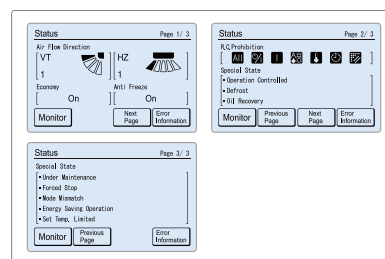 Status Page 1/ 3
Air Flow Direction
VT HZ
1 1
Economy Anti Freeze
[ On ] [ On ]
Monitor Next Page Error Information
Status Page 2/ 3
R.C.Prohibition
All
Special State
• Operation Controlled
• Defrost
• Oil Recovery
Monitor Previous Page Next Page Error Information
Status Page 3/ 3
Special State
• Under Maintenance
• Forced Stop
• Mode Mismatch
• Energy Saving Operation
• Set Temp. Limited
Monitor Previous Page Error Information